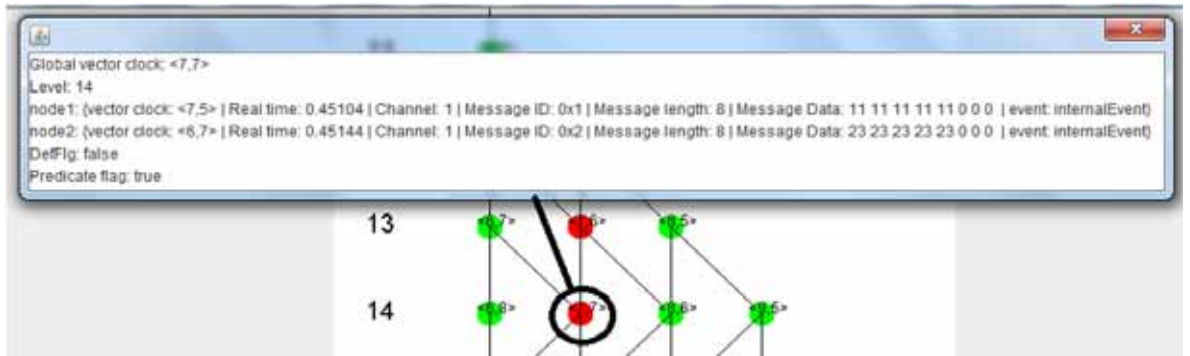 Global vector clock: <7,7>
Level: 14
node1: {vector clock: <7,5> | Real time: 0.45104 | Channel: 1 | Message ID: 0x1 | Message length: 8 | Message Data: 11 11 11 11 11 0 0 0 | event: internalEvent}
node2: {vector clock: <6,7> | Real time: 0.45144 | Channel: 1 | Message ID: 0x2 | Message length: 8 | Message Data: 23 23 23 23 23 0 0 0 | event: internalEvent}
DefFlg: false
Predicate flag: true
13
14